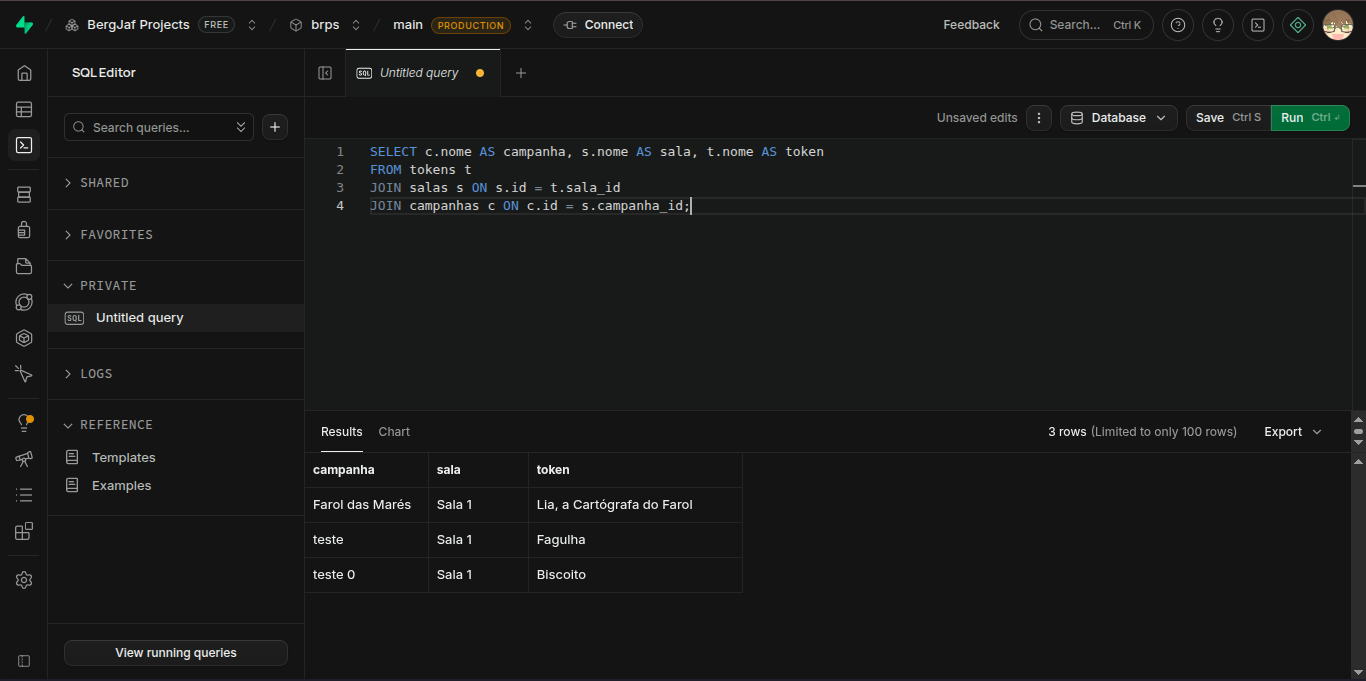 BergJaf Projects FREE brps main PRODUCTION Connect Feedback Search... Ctrl K
SQL Editor
SQL Untitled query
Search queries...
Unsaved edits Database Save Ctrl S Run Ctrl ↵
SHARED
FAVORITES
PRIVATE
SQL Untitled query
LOGS
REFERENCE
Templates
Examples
View running queries
1 SELECT c.nome AS campanha, s.nome AS sala, t.nome AS token
2 FROM tokens t
3 JOIN salas s ON s.id = t.sala_id
4 JOIN campanhas c ON c.id = s.campanha_id;
Results Chart 3 rows (Limited to only 100 rows) Export
campanha sala token
Farol das Marés Sala 1 Lia, a Cartógrafa do Farol
teste Sala 1 Fagulha
teste 0 Sala 1 Biscoito